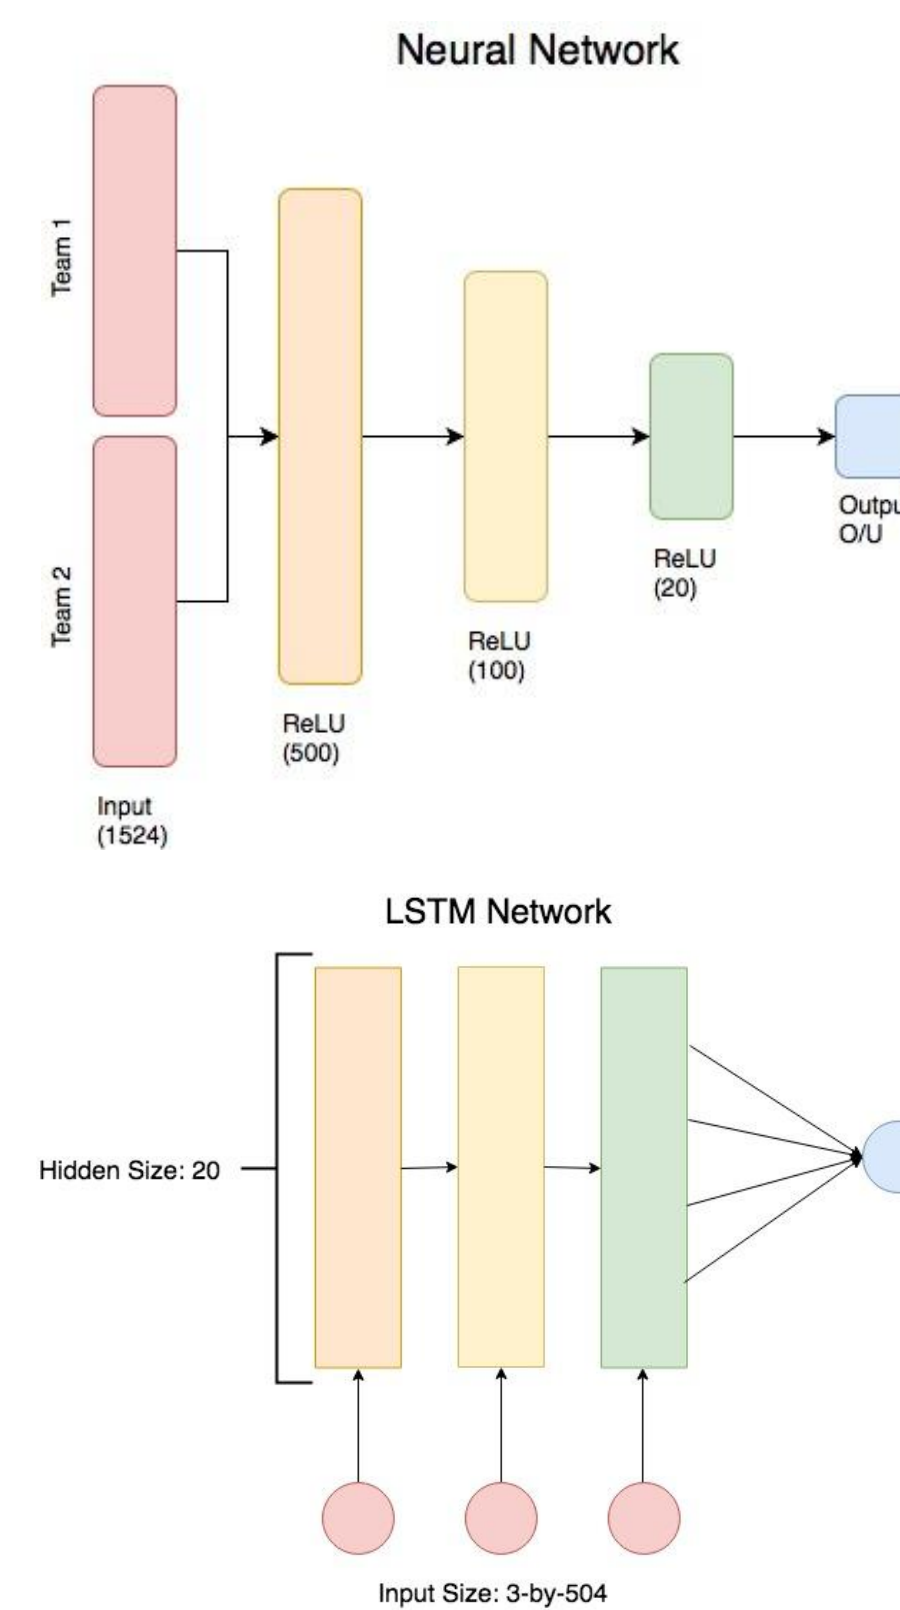 Neural Network
Team 1
Team 2
Input
(1524)
ReLU
(500)
ReLU
(100)
ReLU
(20)
O/U
LSTM Network
Hidden Size: 20
Input Size: 3-by-504